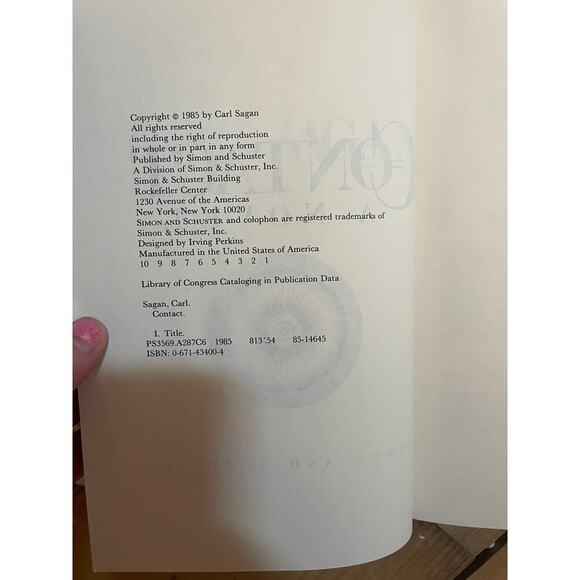 Copyright © 1985 by Carl Sagan
All rights reserved
including the right of reproduction
in whole or in part in any form
Published by Simon and Schuster
A Division of Simon & Schuster, Inc.
Simon & Schuster Building
Rockefeller Center
1230 Avenue of the Americas
New York, New York 10020
SIMON AND SCHUSTER and colophon are registered trademarks of
Simon & Schuster, Inc.
Designed by Irving Perkins
Manufactured in the United States of America
10 9 8 7 6 5 4 3 2 1
Library of Congress Cataloging in Publication Data
Sagan, Carl.
Contact.
I. Title.
PS3569.A287C6 1985 813'.54 85-14645
ISBN: 0-671-43400-4